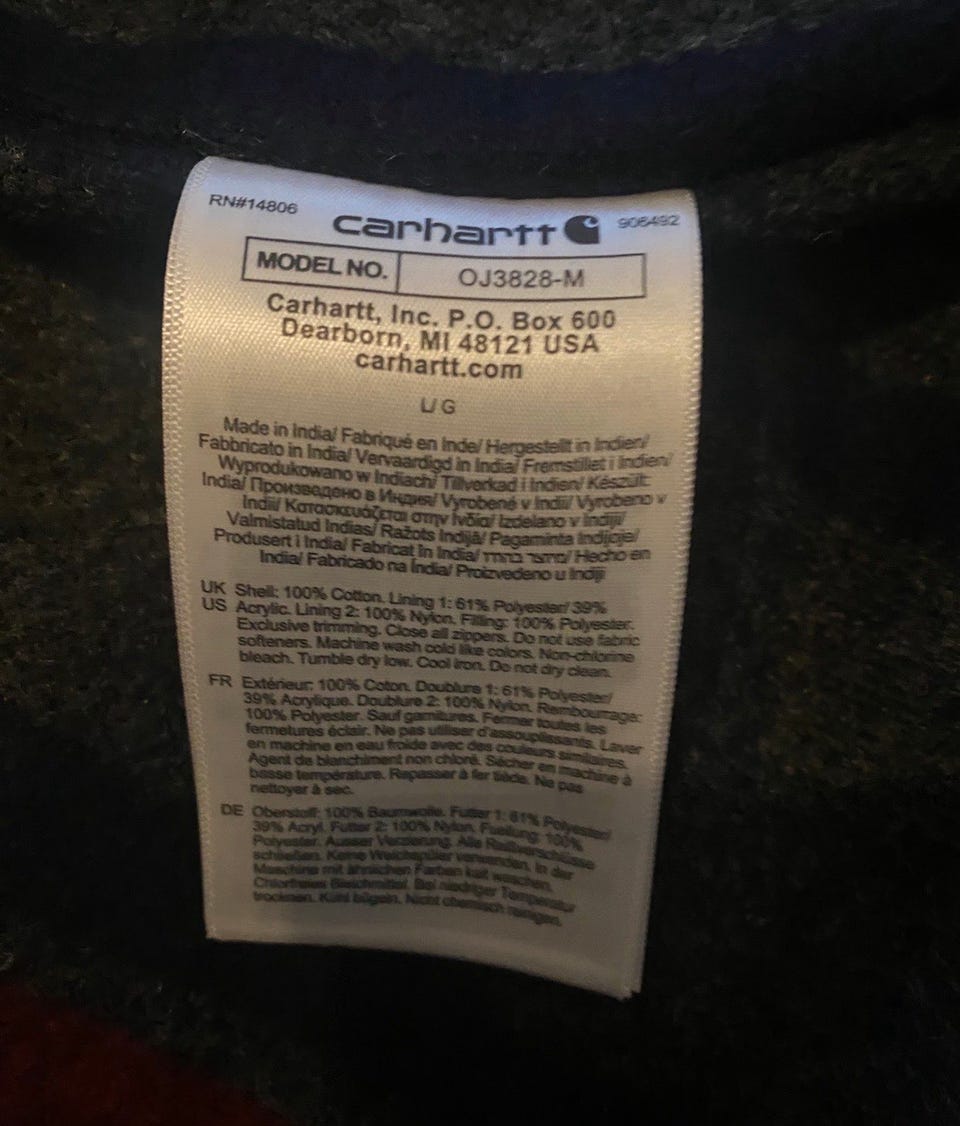 RN#14806
carhartt
906492
MODEL NO. OJ3828-M
Carhartt, Inc. P.O. Box 600
Dearborn, MI 48121 USA
carhartt.com
L/G
Made in India/ Fabriqué en Inde/ Hergestellt in Indien/
Fabbricato in India/ Vervaardigd in India/ Fremstillet i Indien/
Wyprodukowano w Indiach/ Tillverkad i Indien/ Készült:
India/ Произведено в Индия/ Vyrobené v Indii/ Vyrobeno v
Indii/ Κατασκευάζεται στην Ινδία/ Izdelano v Indiji/
Valmistatud Indias/ Ražots Indijā/ Pagaminta Indijoje/
Produsert i India/ Fabricat în India/ מיוצר בהודו/ Hecho en
India/ Fabricado na Índia/ Proizvedeno u Indiji
UK Shell: 100% Cotton. Lining 1: 61% Polyester/ 39%
US Acrylic. Lining 2: 100% Nylon. Filling: 100% Polyester.
Exclusive trimming. Close all zippers. Do not use fabric
softeners. Machine wash cold like colors. Non-chlorine
bleach. Tumble dry low. Cool iron. Do not dry clean.
FR Extérieur: 100% Coton. Doublure 1: 61% Polyester/
39% Acrylique. Doublure 2: 100% Nylon. Rembourrage:
100% Polyester. Sauf garnitures. Fermer toutes les
fermetures éclair. Ne pas utiliser d'assouplissants. Laver
en machine en eau froide avec des couleurs similaires.
Agent de blanchiment non chloré. Sécher en machine à
basse température. Repasser à fer tiède. Ne pas
nettoyer à sec.
DE Oberstoff: 100% Baumwolle. Futter 1: 61% Polyester/
39% Acryl. Futter 2: 100% Nylon. Fuellung: 100%
Polyester. Ausser Verzierung. Alle Reißverschlüsse
schließen. Keine Weichspüler verwenden. In der
Maschine mit ähnlichen Farben kalt waschen.
Chlorfreies Bleichmittel. Bei niedriger Temperatur
trocknen. Kühl bügeln. Nicht chemisch reinigen.